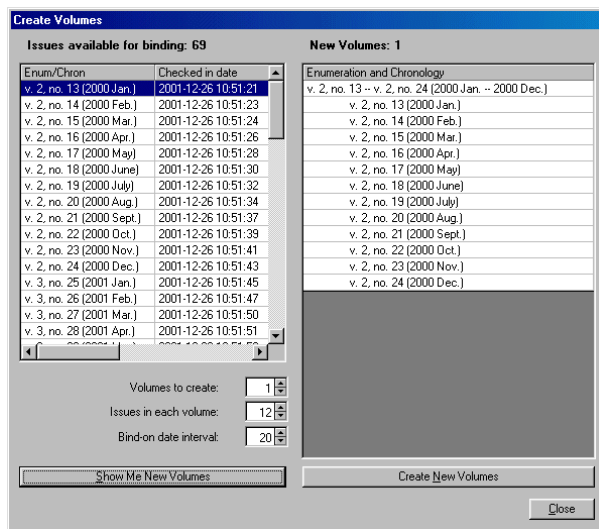 Create Volumes
Issues available for binding: 69
Enum/Chron Checked in date
v. 2, no. 13 (2000 Jan.) 2001-12-26 10:51:21
v. 2, no. 14 (2000 Feb.) 2001-12-26 10:51:23
v. 2, no. 15 (2000 Mar.) 2001-12-26 10:51:24
v. 2, no. 16 (2000 Apr.) 2001-12-26 10:51:26
v. 2, no. 17 (2000 May) 2001-12-26 10:51:28
v. 2, no. 18 (2000 June) 2001-12-26 10:51:30
v. 2, no. 19 (2000 July) 2001-12-26 10:51:32
v. 2, no. 20 (2000 Aug.) 2001-12-26 10:51:34
v. 2, no. 21 (2000 Sept.) 2001-12-26 10:51:37
v. 2, no. 22 (2000 Oct.) 2001-12-26 10:51:39
v. 2, no. 23 (2000 Nov.) 2001-12-26 10:51:41
v. 2, no. 24 (2000 Dec.) 2001-12-26 10:51:43
v. 3, no. 25 (2001 Jan.) 2001-12-26 10:51:45
v. 3, no. 26 (2001 Feb.) 2001-12-26 10:51:47
v. 3, no. 27 (2001 Mar.) 2001-12-26 10:51:50
v. 3, no. 28 (2001 Apr.) 2001-12-26 10:51:51
Volumes to create: 1
Issues in each volume: 12
Bind-on date interval: 20
Show Me New Volumes
New Volumes: 1
Enumeration and Chronology
v. 2, no. 13 -- v. 2, no. 24 (2000 Jan. -- 2000 Dec.)
v. 2, no. 13 (2000 Jan.)
v. 2, no. 14 (2000 Feb.)
v. 2, no. 15 (2000 Mar.)
v. 2, no. 16 (2000 Apr.)
v. 2, no. 17 (2000 May)
v. 2, no. 18 (2000 June)
v. 2, no. 19 (2000 July)
v. 2, no. 20 (2000 Aug.)
v. 2, no. 21 (2000 Sept.)
v. 2, no. 22 (2000 Oct.)
v. 2, no. 23 (2000 Nov.)
v. 2, no. 24 (2000 Dec.)
Create New Volumes
Close